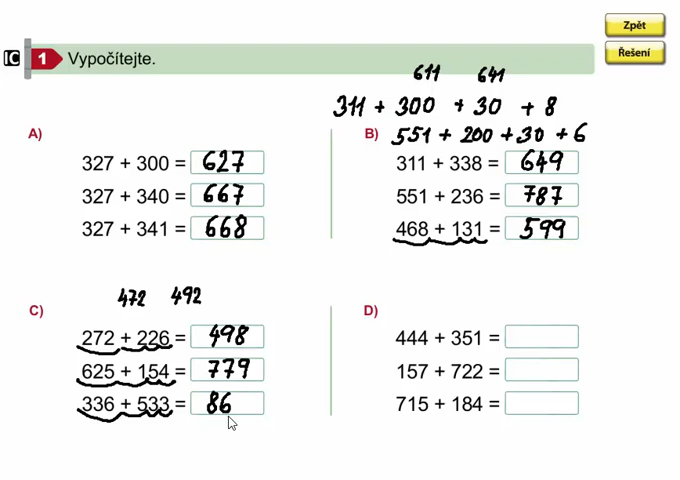 Zpět
Řešení
IC 1 Vypočítejte.
611 641
311 + 300 + 30 + 8
551 + 200 + 30 + 6
A)
327 + 300 = 627
327 + 340 = 667
327 + 341 = 668
B)
311 + 338 = 649
551 + 236 = 787
468 + 131 = 599
472 492
C)
272 + 226 = 498
625 + 154 = 779
336 + 533 = 86
D)
444 + 351 =
157 + 722 =
715 + 184 =